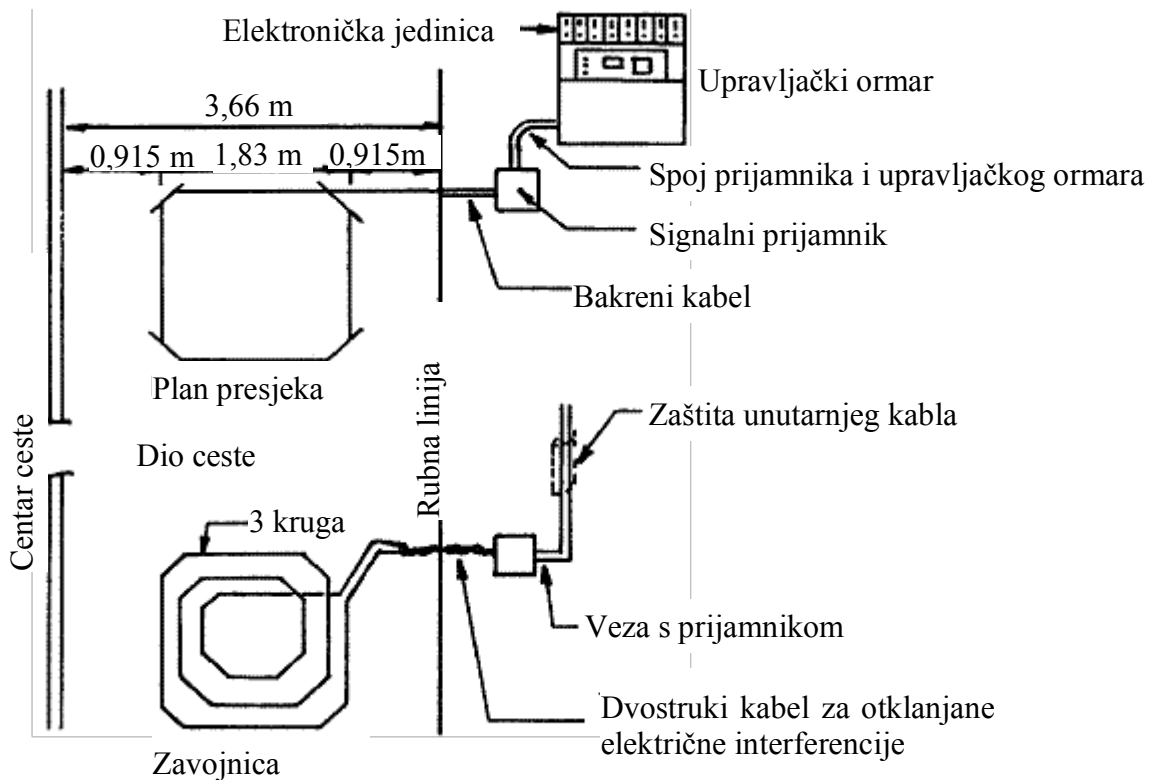 Elektronička jedinica
Upravljački ormar
3,66 m
0,915 m
1,83 m
0,915m
Spoj prijamnika i upravljačkog ormara
Signalni prijamnik
Bakreni kabel
Plan presjeka
Rubna linija
Centar ceste
Zaštita unutarnjeg kabla
Dio ceste
3 kruga
Veza s prijamnikom
Dvostruki kabel za otklanjane
električne interferencije
Zavojnica